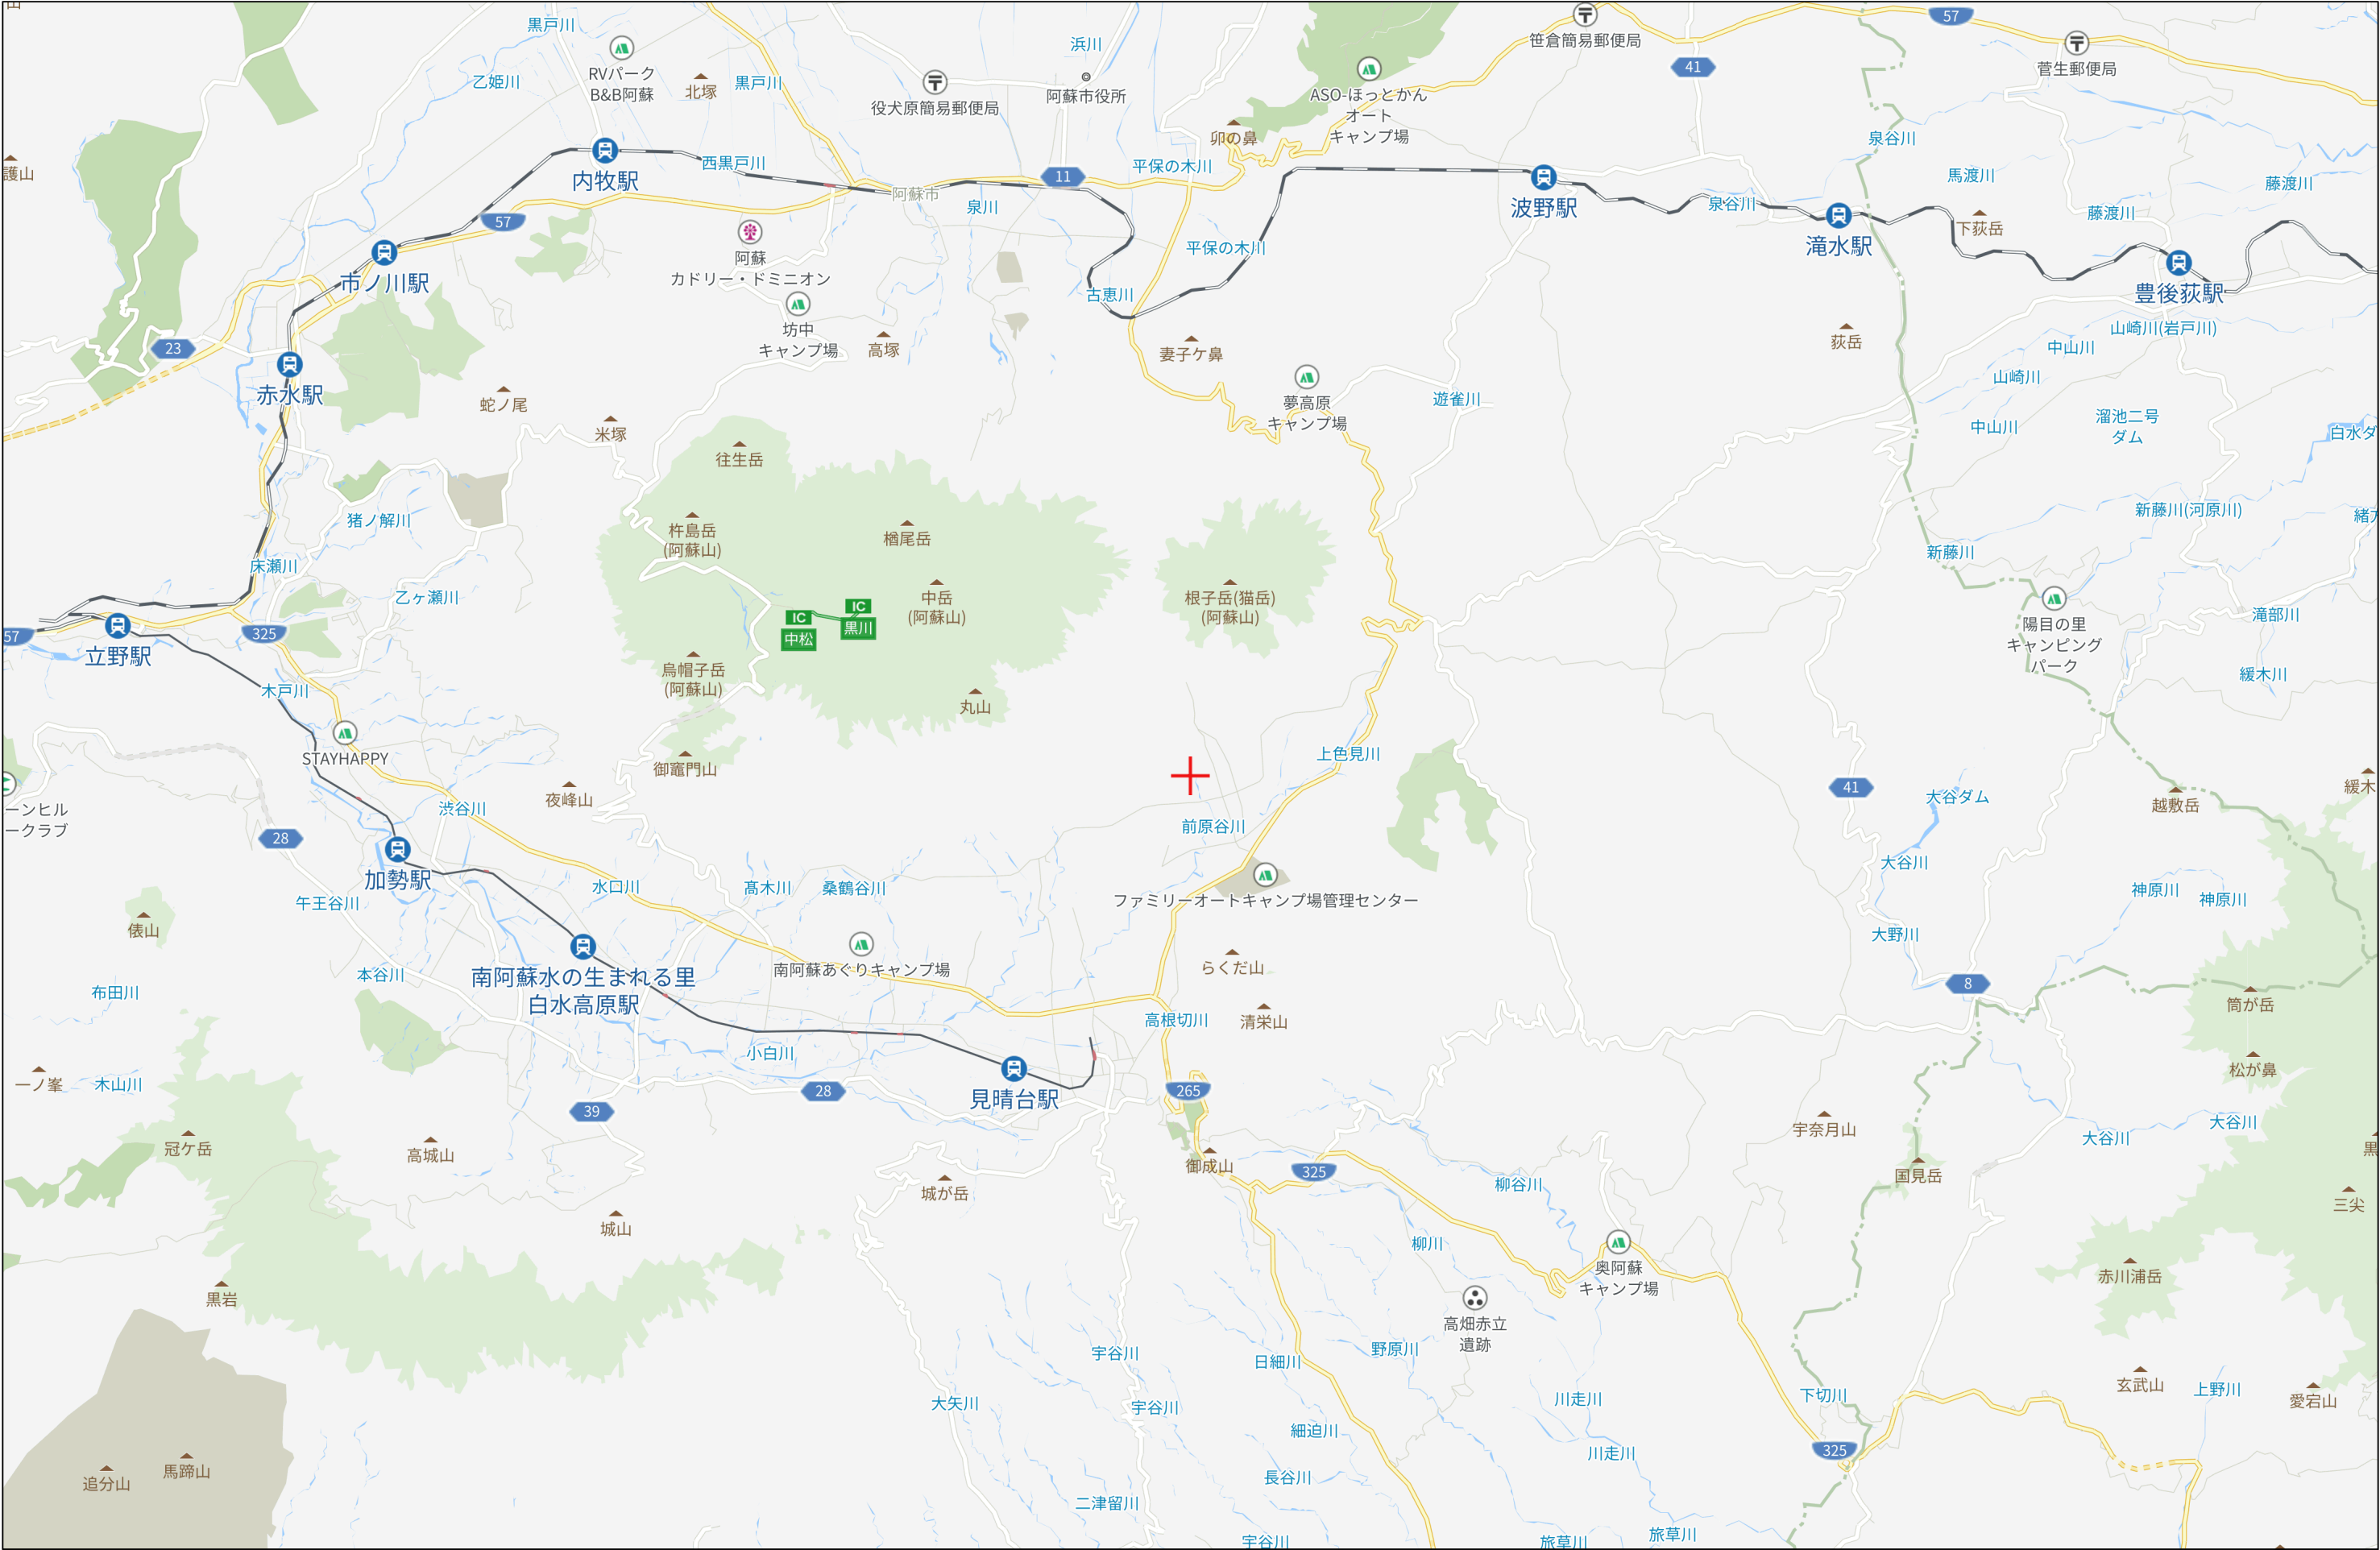 黒戸川
浜川
57
笹倉簡易郵便局
41
菅生郵便局
乙姫川
RVパーク
B&B阿蘇
北塚
黒戸川
役犬原簡易郵便局
阿蘇市役所
ASO-ほっとかん
オート
キャンプ場
卯の鼻
泉谷川
護山
内牧駅
西黒戸川
11
平保の木川
馬渡川
藤渡川
阿蘇市
泉川
波野駅
泉谷川
藤渡川
57
下荻岳
滝水駅
平保の木川
阿蘇
カドリー・ドミニオン
市ノ川駅
古恵川
豊後荻駅
坊中
キャンプ場
高塚
妻子ケ鼻
荻岳
山崎川(岩戸川)
中山川
23
赤水駅
蛇ノ尾
山崎川
夢高原
キャンプ場
遊雀川
溜池二号
ダム
中山川
白水ダ
米塚
往生岳
猪ノ解川
杵島岳
(阿蘇山)
楢尾岳
新藤川(河原川)
緒方
新藤川
床瀬川
乙ヶ瀬川
中岳
(阿蘇山)
根子岳(猫岳)
(阿蘇山)
IC
黒川
IC
中松
陽目の里
キャンピング
パーク
滝部川
57
325
立野駅
烏帽子岳
(阿蘇山)
緩木川
木戸川
丸山
STAYHAPPY
上色見川
御竈門山
夜峰山
41
大谷ダム
越敷岳
緩木
ーンヒル
ークラブ
渋谷川
前原谷川
28
大谷川
加勢駅
水口川
髙木川
桑鶴谷川
神原川
神原川
午王谷川
ファミリーオートキャンプ場管理センター
俵山
大野川
本谷川
南阿蘇水の生まれる里
白水高原駅
南阿蘇あぐりキャンプ場
らくだ山
8
布田川
高根切川
清栄山
筒が岳
小白川
松が鼻
一ノ峯
木山川
見晴台駅
28
265
39
宇奈月山
大谷川
大谷川
冠ケ岳
高城山
御成山
325
国見岳
黒
城が岳
柳谷川
三尖
城山
柳川
奥阿蘇
キャンプ場
赤川浦岳
黒岩
高畑赤立
遺跡
宇谷川
日細川
野原川
玄武山
上野川
愛宕山
大矢川
宇谷川
川走川
下切川
細迫川
川走川
325
追分山
馬蹄山
長谷川
二津留川
宇谷川
旅草川
旅草川